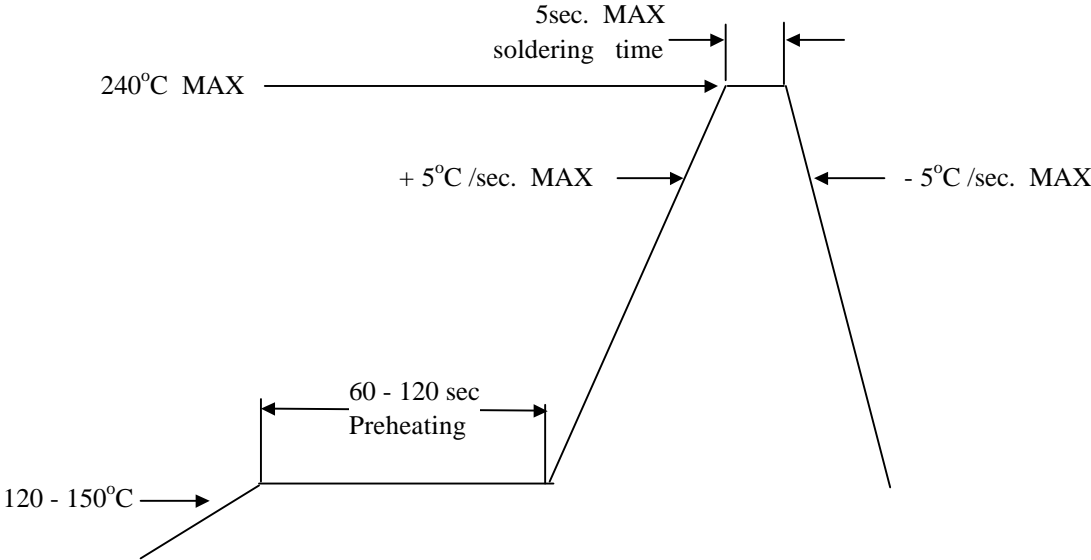 5sec. MAX
soldering time
240°C MAX
+ 5°C /sec. MAX
- 5°C /sec. MAX
60 - 120 sec
Preheating
120 - 150°C